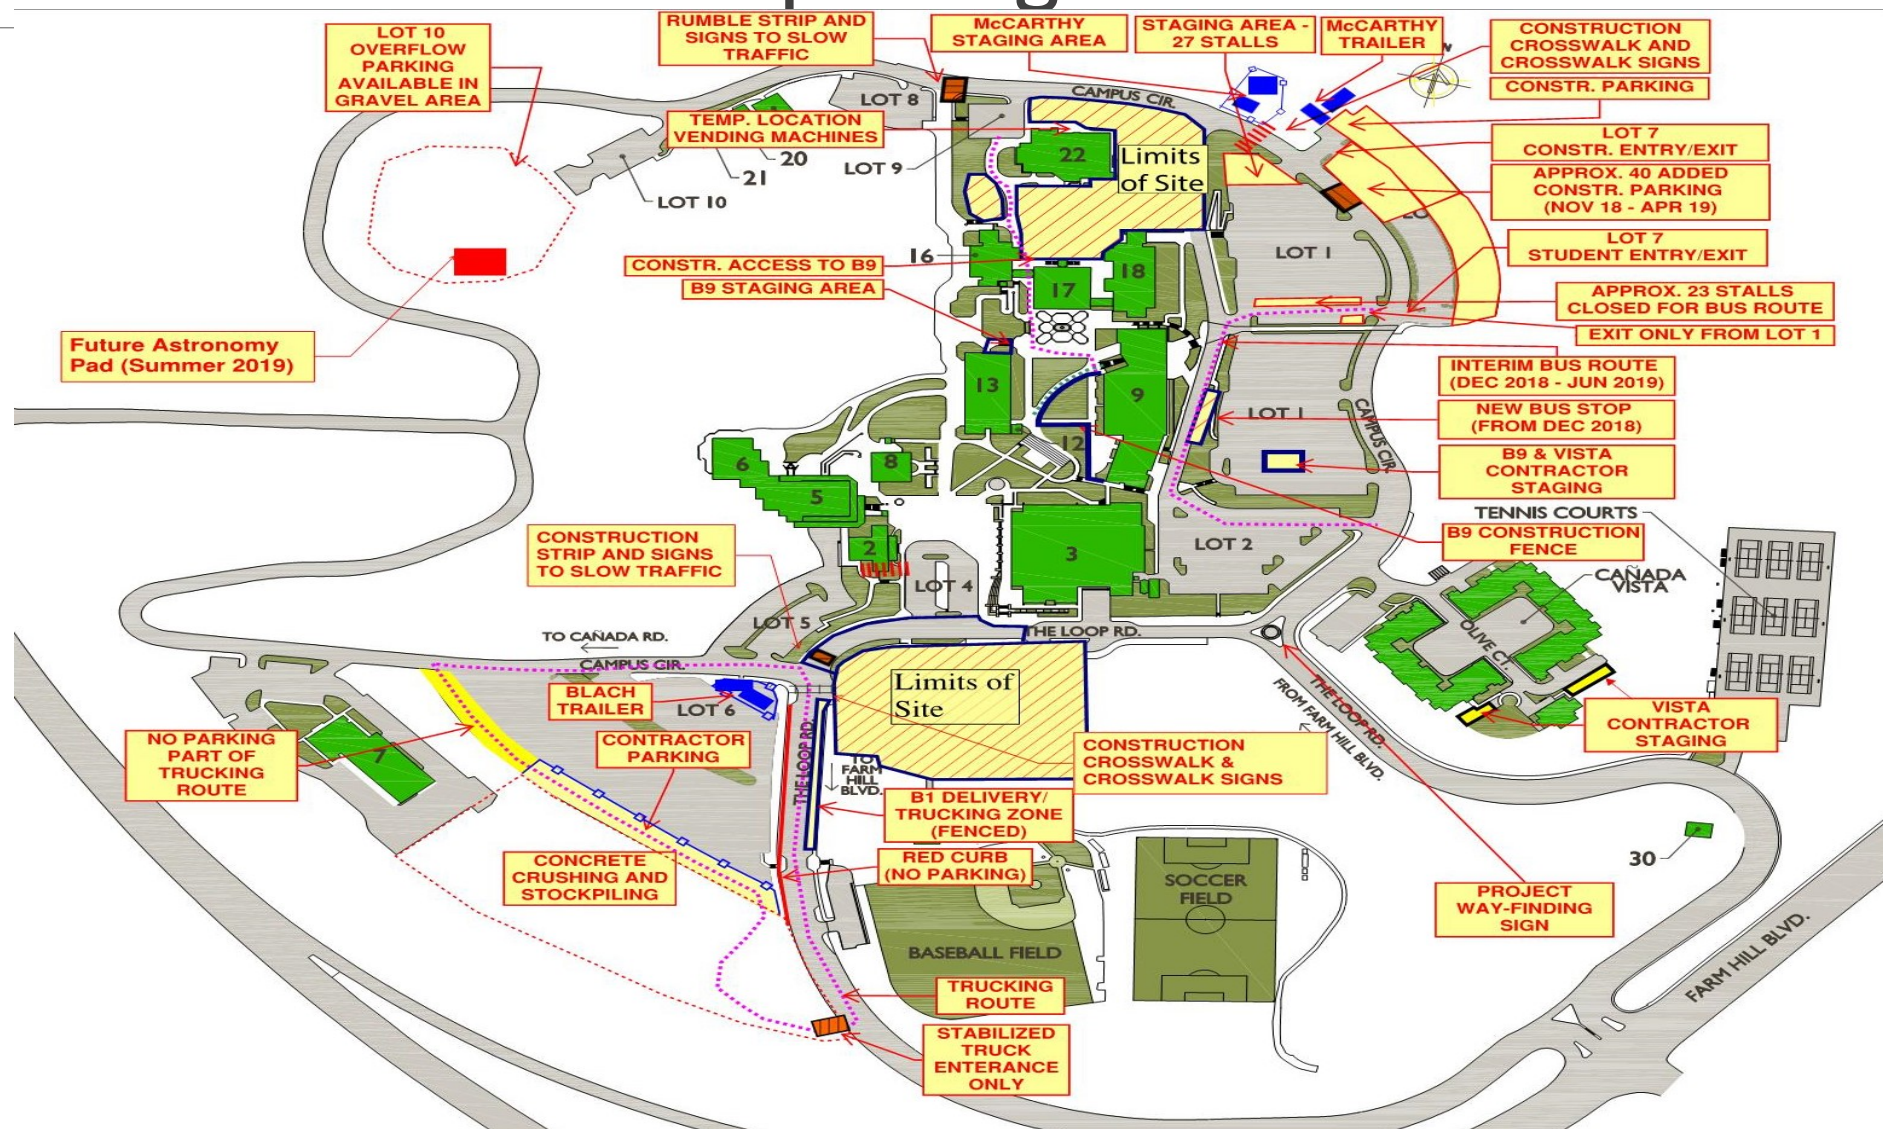 LOT 10
OVERFLOW
PARKING
AVAILABLE IN
GRAVEL AREA
RUMBLE STRIP AND
SIGNS TO SLOW
TRAFFIC
McCARTHY
STAGING AREA
STAGING AREA -
27 STALLS
McCARTHY
TRAILER
CONSTRUCTION
CROSSWALK AND
CROSSWALK SIGNS
CONSTR. PARKING
LOT 8
CAMPUS CIR.
TEMP. LOCATION
VENDING MACHINES
20
21
LOT 9
LOT 10
22
Limits
of Site
LOT 7
CONSTR. ENTRY/EXIT
APPROX. 40 ADDED
CONSTR. PARKING
(NOV 18 - APR 19)
LOT 7
STUDENT ENTRY/EXIT
LOT 1
16
18
17
CONSTR. ACCESS TO B9
B9 STAGING AREA
APPROX. 23 STALLS
CLOSED FOR BUS ROUTE
EXIT ONLY FROM LOT 1
Future Astronomy
Pad (Summer 2019)
INTERIM BUS ROUTE
(DEC 2018 - JUN 2019)
13
9
LOT 1
CAMPUS CIR.
NEW BUS STOP
(FROM DEC 2018)
12
6
8
5
B9 & VISTA
CONTRACTOR
STAGING
TENNIS COURTS
B9 CONSTRUCTION
FENCE
CONSTRUCTION
STRIP AND SIGNS
TO SLOW TRAFFIC
2
3
LOT 2
LOT 4
CAÑADA
VISTA
OLIVE CT.
LOT 5
THE LOOP RD.
TO CAÑADA RD.
CAMPUS CIR.
Limits of
Site
BLACH
TRAILER
LOT 6
FROM FARM HILL BLVD.
THE LOOP RD.
VISTA
CONTRACTOR
STAGING
NO PARKING
PART OF
TRUCKING
ROUTE
7
CONTRACTOR
PARKING
THE LOOP RD.
TO
FARM
HILL
BLVD.
CONSTRUCTION
CROSSWALK &
CROSSWALK SIGNS
B1 DELIVERY/
TRUCKING ZONE
(FENCED)
RED CURB
(NO PARKING)
CONCRETE
CRUSHING AND
STOCKPILING
30
SOCCER
FIELD
PROJECT
WAY-FINDING
SIGN
BASEBALL FIELD
FARM HILL BLVD.
TRUCKING
ROUTE
STABILIZED
TRUCK
ENTERANCE
ONLY